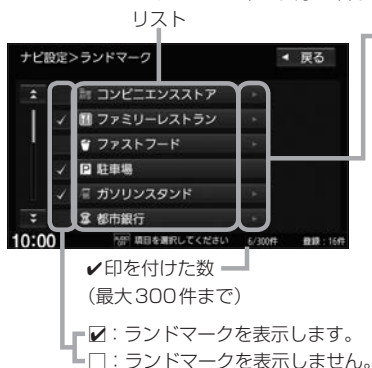 リスト
ナビ設定>ランドマーク
◀ 戻る
コンビニエンスストア
✓ ファミリーレストラン
ファストフード
✓ P 駐車場
✓ ガソリンスタンド
都市銀行
10:00
項目を選択してください
6/300件
登録:16件
✔印を付けた数
(最大300件まで)
☑:ランドマークを表示します。
□:ランドマークを表示しません。